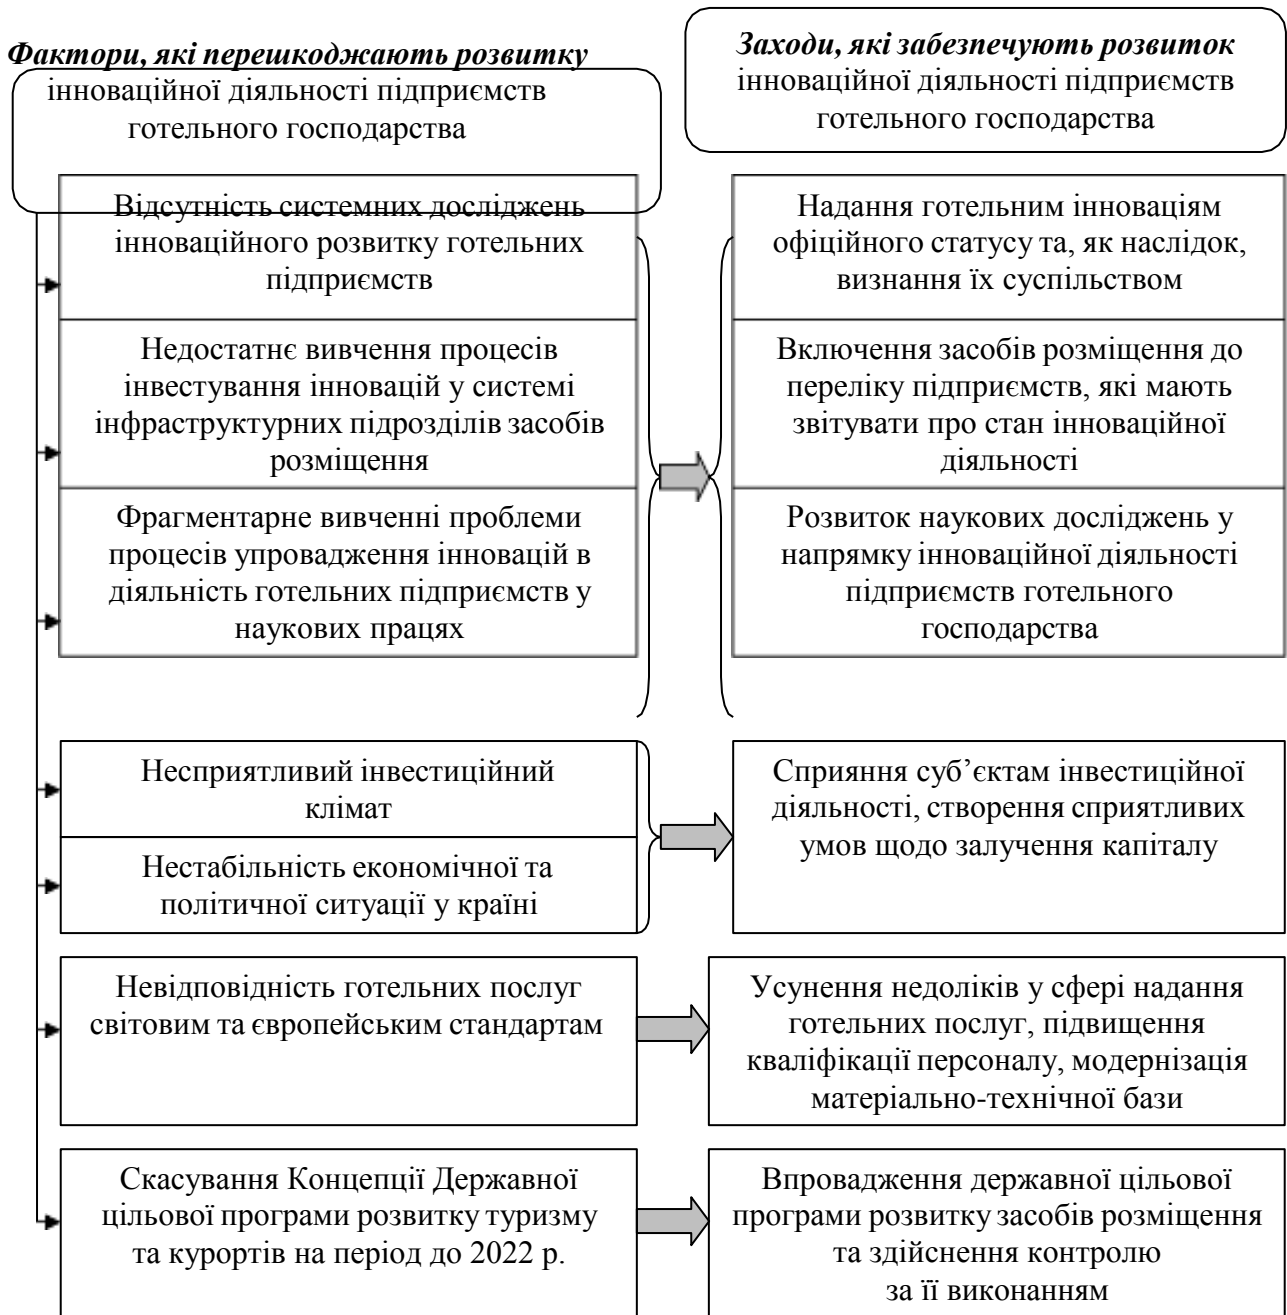 Фактори, які перешкоджають розвитку
інноваційної діяльності підприємств
готельного господарства
Заходи, які забезпечують розвиток
інноваційної діяльності підприємств
готельного господарства
Відсутність системних досліджень
інноваційного розвитку готельних
підприємств
Надання готельним інноваціям
офіційного статусу та, як наслідок,
визнання їх суспільством
Недостатнє вивчення процесів
інвестування інновацій у системі
інфраструктурних підрозділів засобів
розміщення
Включення засобів розміщення до
переліку підприємств, які мають
звітувати про стан інноваційної
діяльності
Фрагментарне вивченні проблеми
процесів упровадження інновацій в
діяльність готельних підприємств у
наукових працях
Розвиток наукових досліджень у
напрямку інноваційної діяльності
підприємств готельного
господарства
Несприятливий інвестиційний
клімат
Нестабільність економічної та
політичної ситуації у країні
Сприяння суб’єктам інвестиційної
діяльності, створення сприятливих
умов щодо залучення капіталу
Невідповідність готельних послуг
світовим та європейським стандартам
Усунення недоліків у сфері надання
готельних послуг, підвищення
кваліфікації персоналу, модернізація
матеріально-технічної бази
Скасування Концепції Державної
цільової програми розвитку туризму
та курортів на період до 2022 р.
Впровадження державної цільової
програми розвитку засобів розміщення
та здійснення контролю
за її виконанням